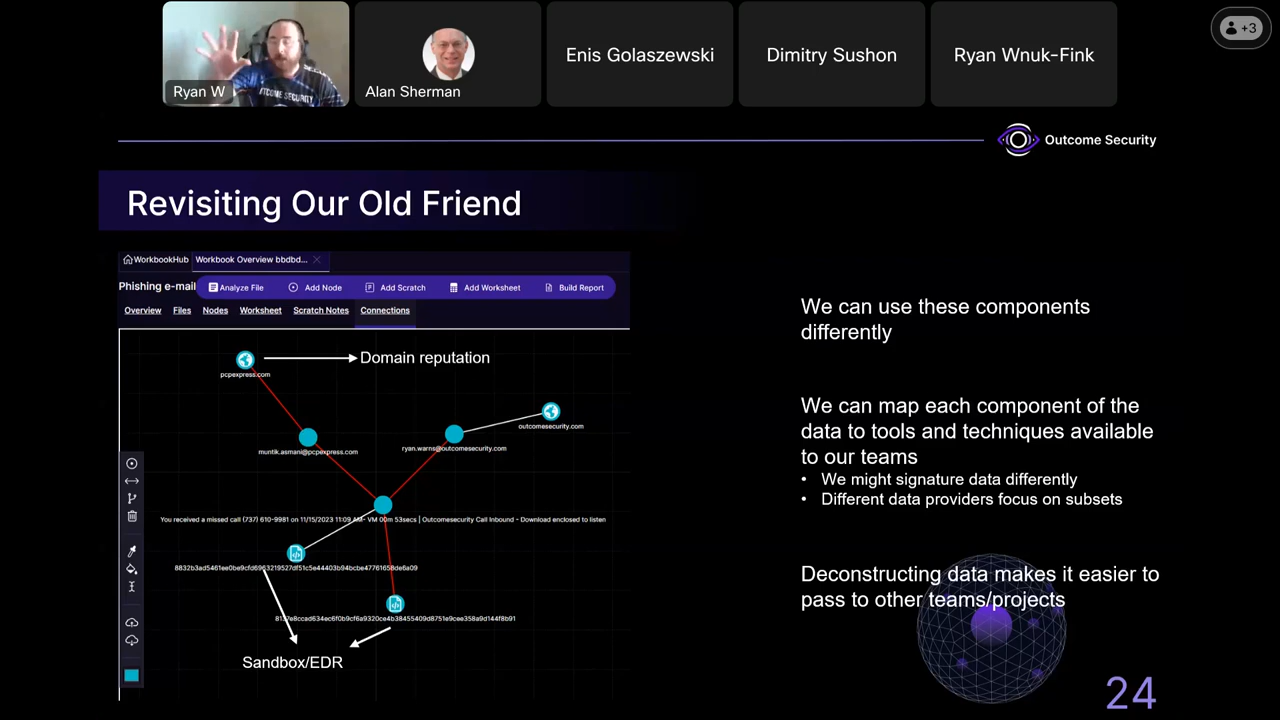 Ryan W
Alan Sherman
Enis Golaszewski
Dimitry Sushon
Ryan Wnuk-Fink
+3
OUTCOME SECURITY
Outcome Security
Revisiting Our Old Friend
WorkbookHub
Workbook Overview bbdbd...
Phishing e-mail
Analyze File
Add Node
Add Scratch
Add Worksheet
Build Report
Overview
Files
Nodes
Worksheet
Scratch Notes
Connections
Domain reputation
pcpexpress.com
outcomesecurity.com
muntik.asmani@pcpexpress.com
ryan.warns@outcomesecurity.com
You received a missed call (737) 610-9981 on 11/15/2023 11:09 AM- VM 00m 53secs | Outcomesecurity Call Inbound - Download enclosed to listen
Sandbox/EDR
We can use these components
differently
We can map each component of the
data to tools and techniques available
to our teams
• We might signature data differently
• Different data providers focus on subsets
Deconstructing data makes it easier to
pass to other teams/projects
24